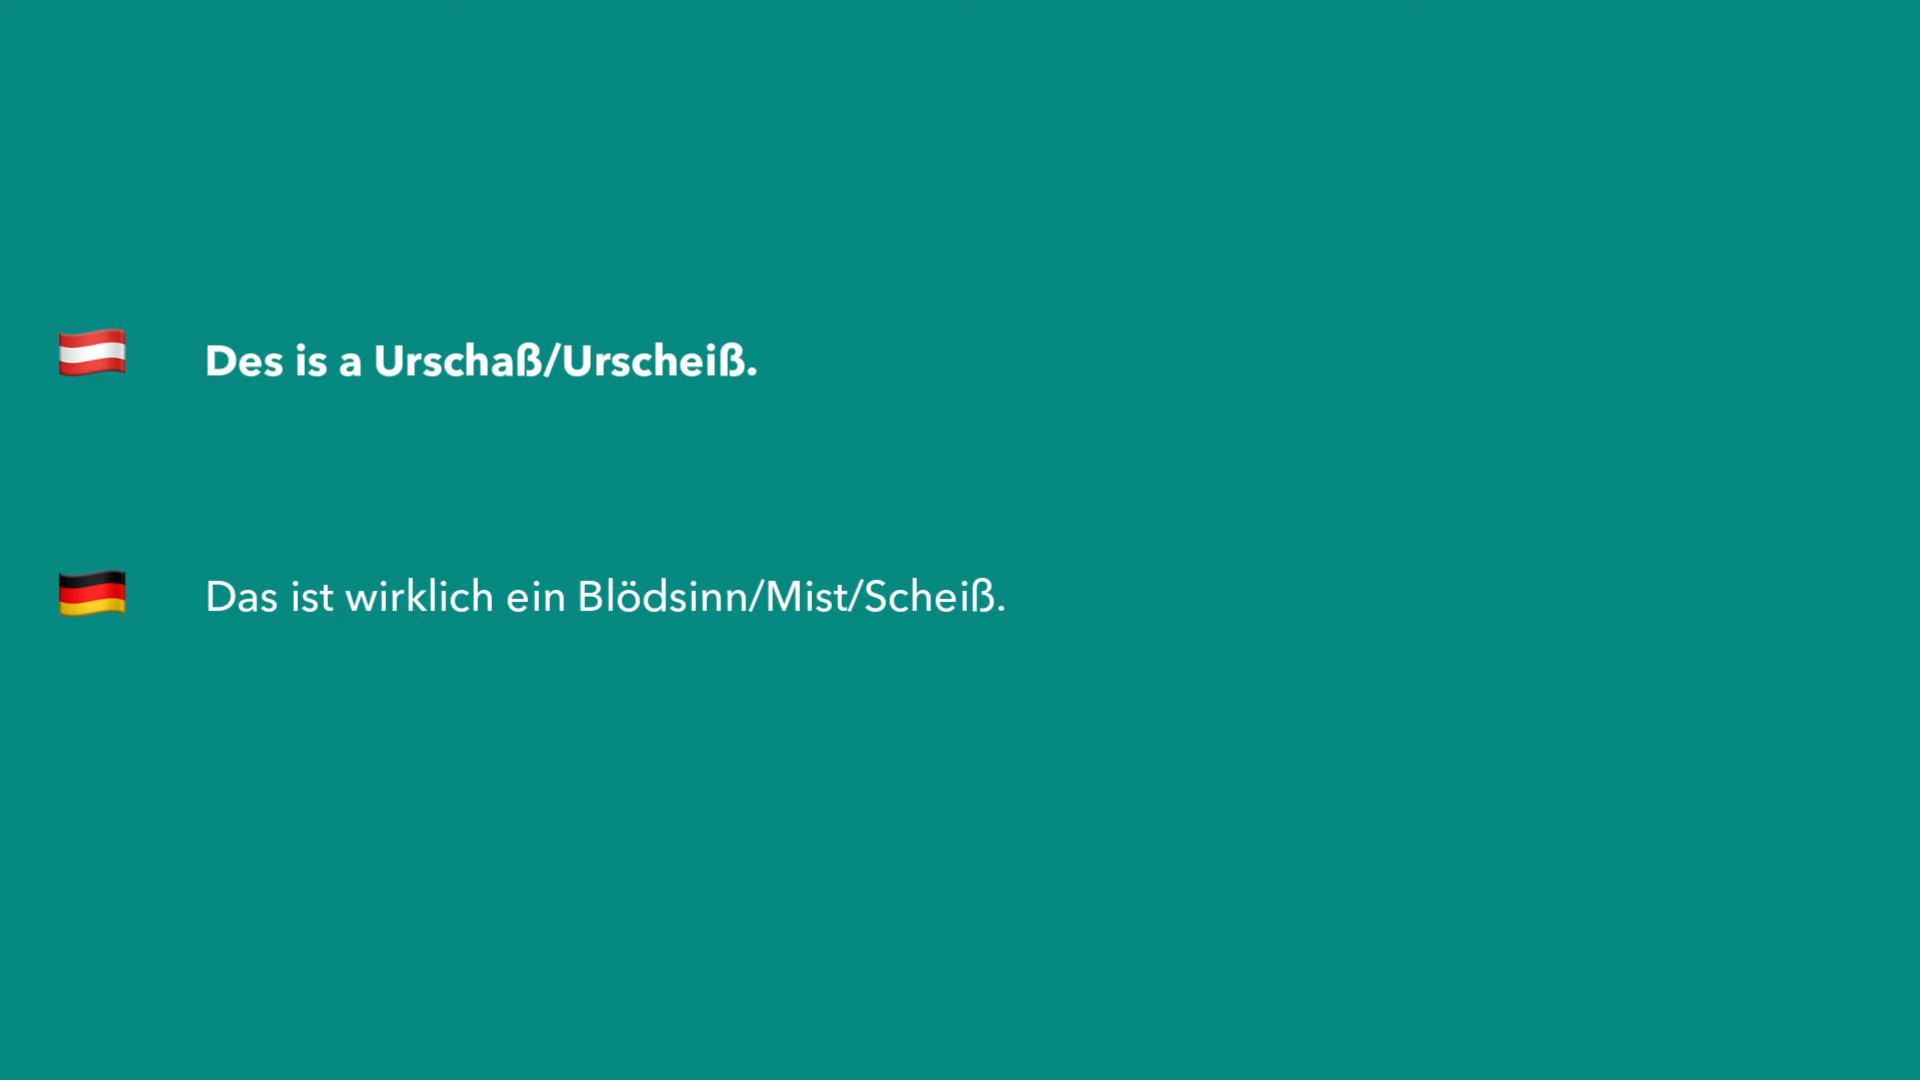 Des is a Urschaß/Urscheiß.
Das ist wirklich ein Blödsinn/Mist/Scheiß.